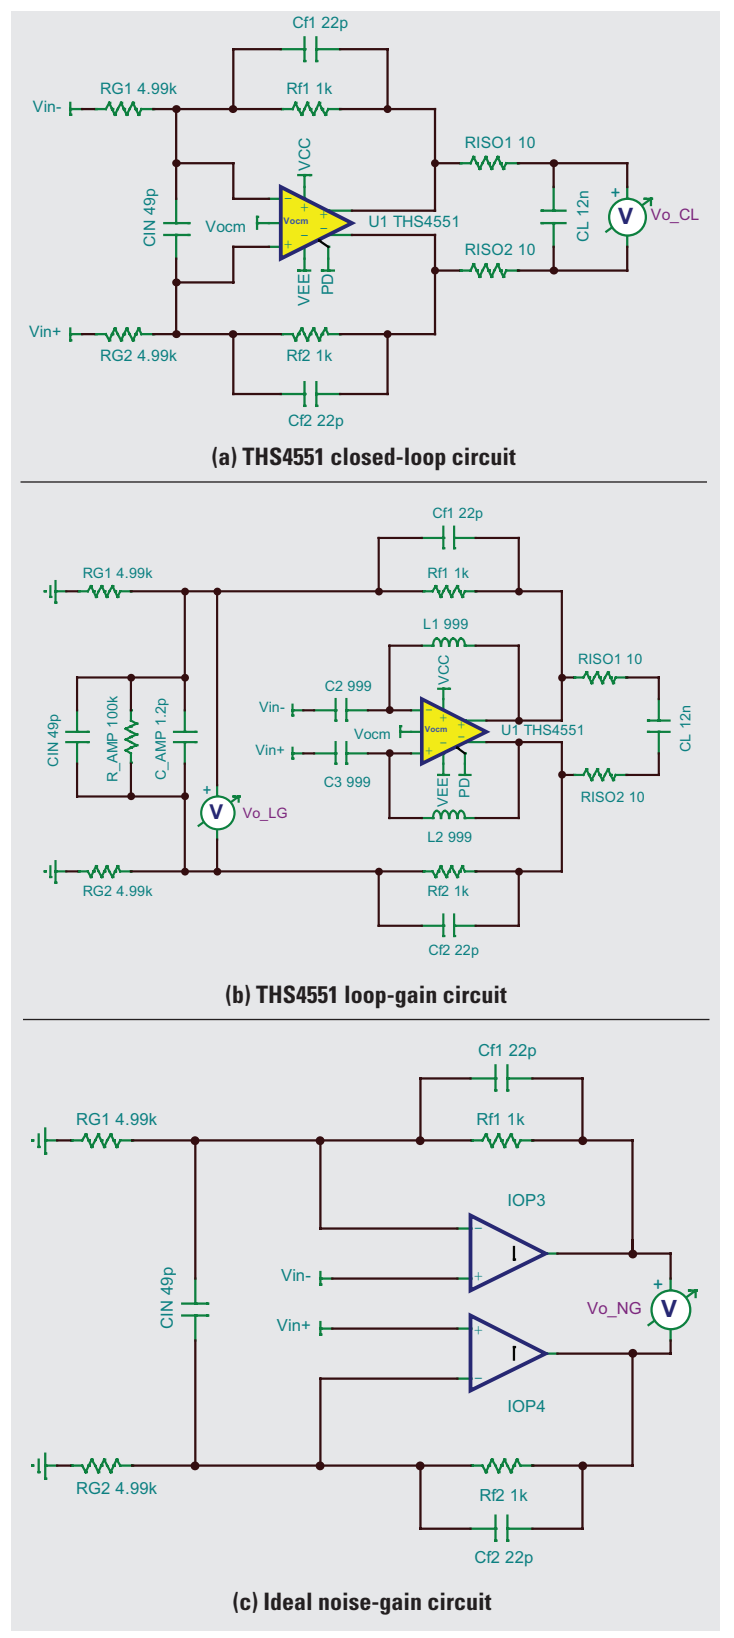 Cf1 22p
RG1 4.99k
Vin-
Rf1 1k
RISO1 10
VCC
CIN 49p
Vocm
Vocm
U1 THS4551
CL 12n
V
Vo_CL
VEE
PD
RISO2 10
Vin+
RG2 4.99k
Rf2 1k
Cf2 22p
(a) THS4551 closed-loop circuit
Cf1 22p
RG1 4.99k
Rf1 1k
L1 999
RISO1 10
VCC
C2 999
Vin-
CIN 49p
R_AMP 100k
C_AMP 1.2p
Vocm
Vocm
U1 THS4551
CL 12n
Vin+
C3 999
VEE
PD
RISO2 10
V
Vo_LG
L2 999
RG2 4.99k
Rf2 1k
Cf2 22p
(b) THS4551 loop-gain circuit
Cf1 22p
RG1 4.99k
Rf1 1k
IOP3
Vin-
CIN 49p
V
Vo_NG
Vin+
IOP4
RG2 4.99k
Rf2 1k
Cf2 22p
(c) Ideal noise-gain circuit